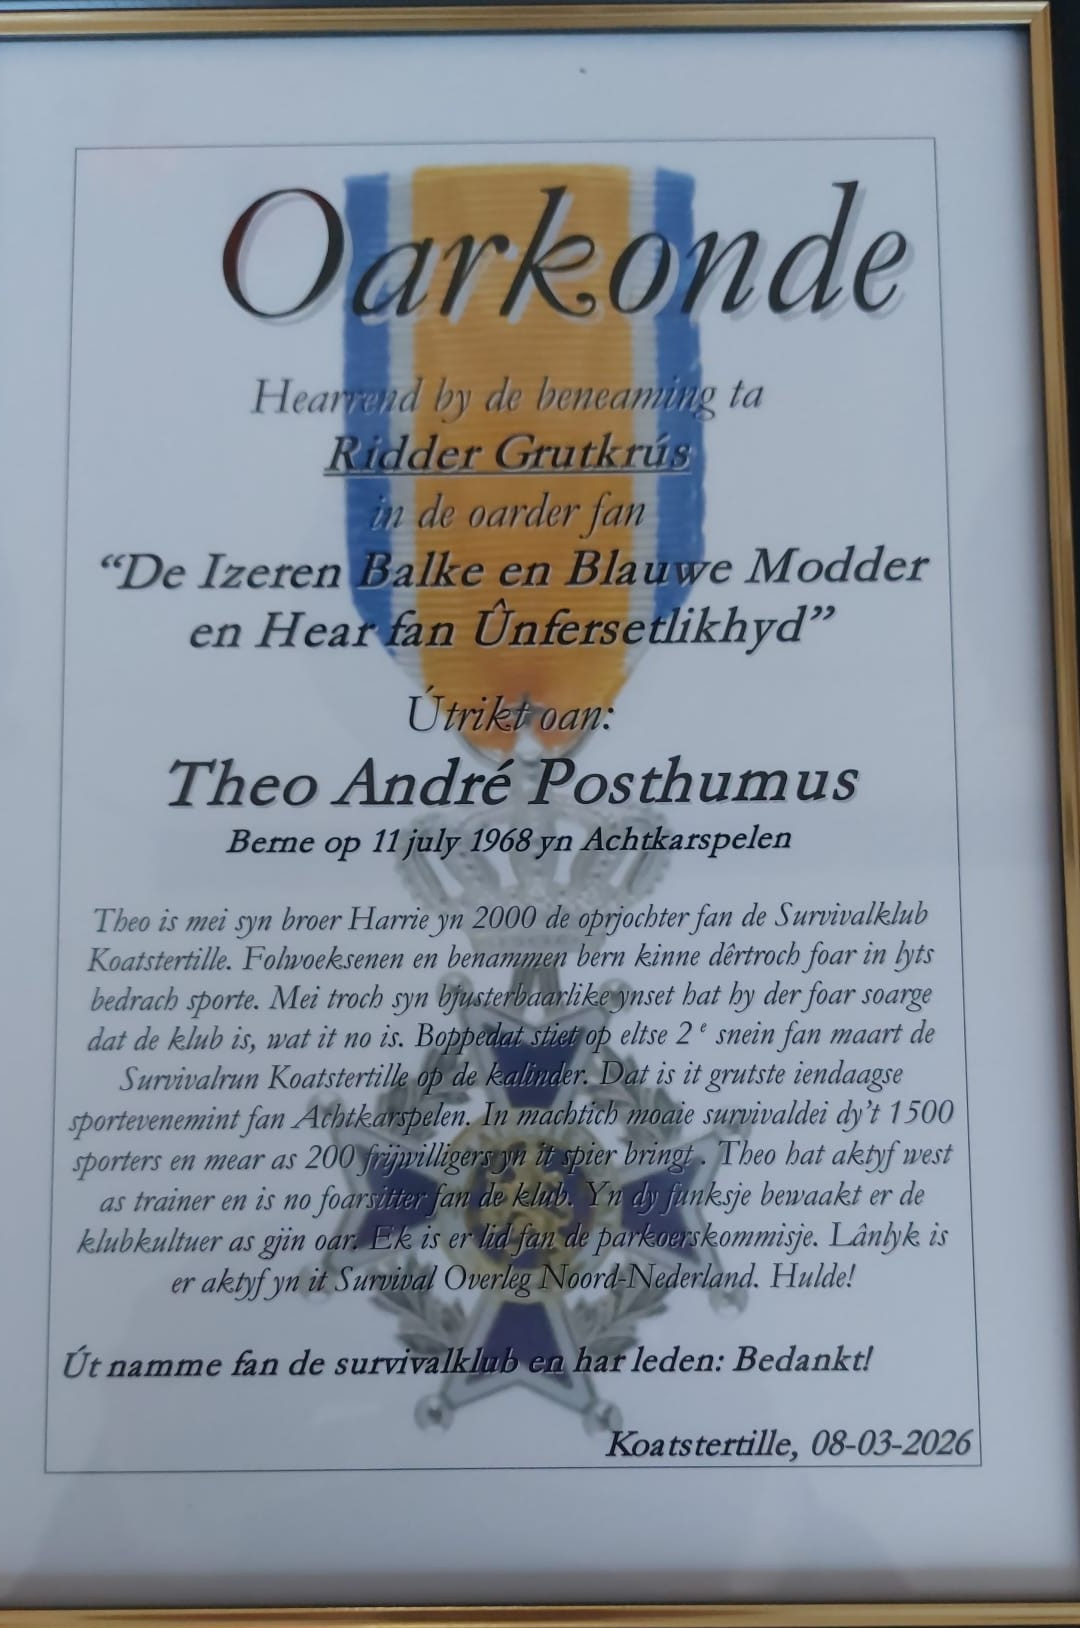 Oarkonde
Hearrend by de beneaming ta
Ridder Grutkrús
in de oarder fan
“De Izeren Balke en Blauwe Modder
en Hear fan Ûnfersetlikhyd”
Útrikt oan:
Theo André Posthumus
Berne op 11 july 1968 yn Achtkarspelen
Theo is mei syn broer Harrie yn 2000 de oprjochter fan de Survivalklub
Koatstertille. Folwoeksenen en benammen bern kinne dêrtroch foar in lyts
bedrach sporte. Mei troch syn bjusterbaarlike ynset hat hy der foar soarge
dat de klub is, wat it no is. Boppedat stiet op eltse 2 e snein fan maart de
Survivalrun Koatstertille op de kalinder. Dat is it grutste iendaagse
sportevenemint fan Achtkarspelen. In machtich moaie survivaldei dy’t 1500
sporters en mear as 200 frijwilligers yn it spier bringt . Theo hat aktyf west
as trainer en is no foarsitter fan de klub. Yn dy funksje bewaakt er de
klubkultuer as gjin oar. Ek is er lid fan de parkoerskommisje. Lânlyk is
er aktyf yn it Survival Overleg Noord-Nederland. Hulde!
Út namme fan de survivalklub en har leden: Bedankt!
Koatstertille, 08-03-2026